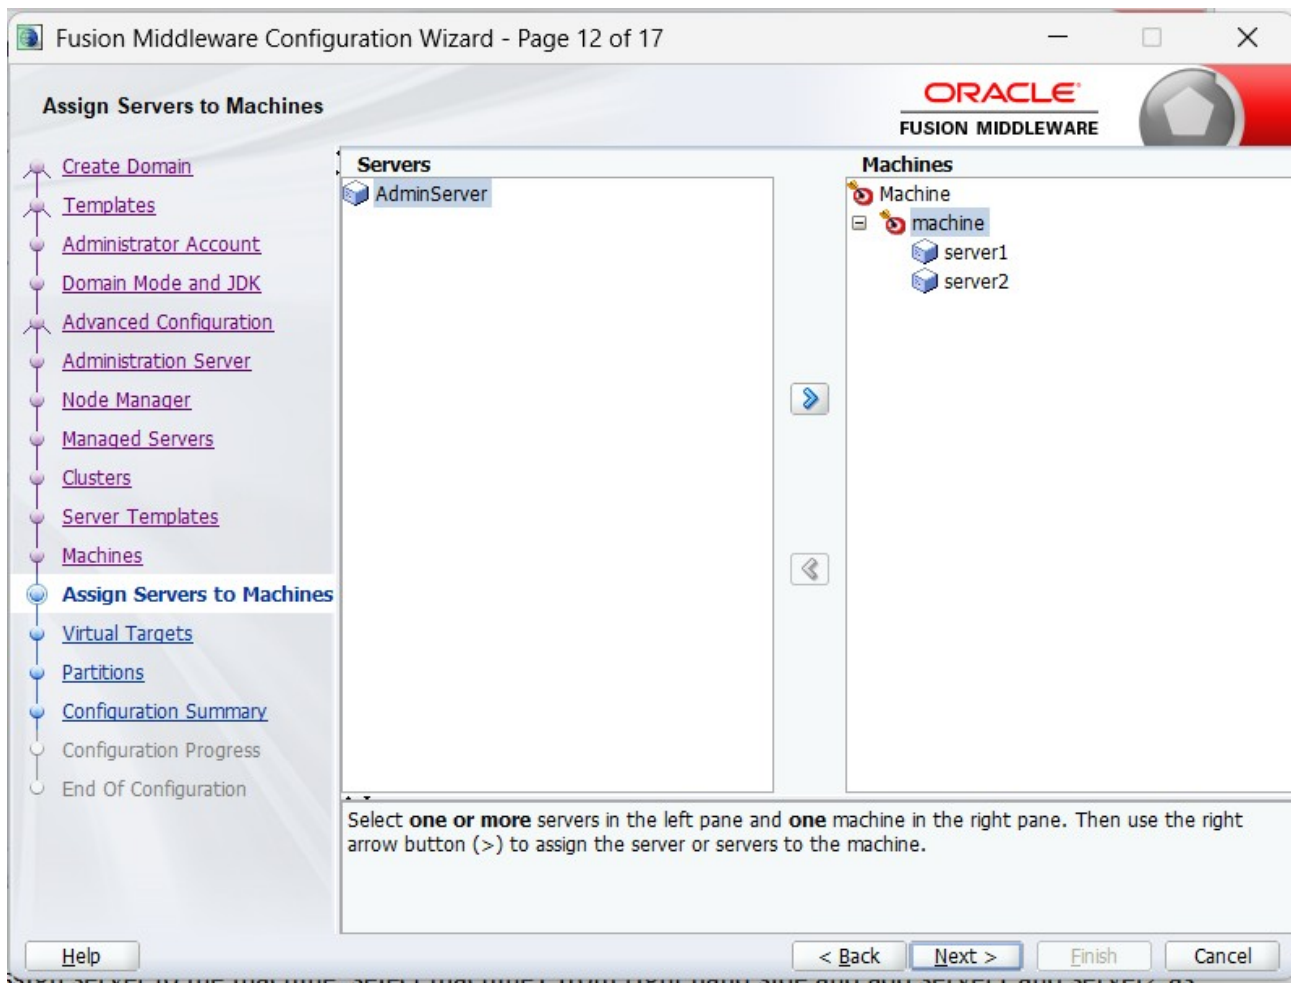 Fusion Middleware Configuration Wizard - Page 12 of 17
Assign Servers to Machines
ORACLE
FUSION MIDDLEWARE
Create Domain
Templates
Administrator Account
Domain Mode and JDK
Advanced Configuration
Administration Server
Node Manager
Managed Servers
Clusters
Server Templates
Machines
Assign Servers to Machines
Virtual Targets
Partitions
Configuration Summary
Configuration Progress
End Of Configuration
Servers
AdminServer
Machines
Machine
machine
server1
server2
Select one or more servers in the left pane and one machine in the right pane. Then use the right
arrow button (>) to assign the server or servers to the machine.
Help
< Back
Next >
Finish
Cancel